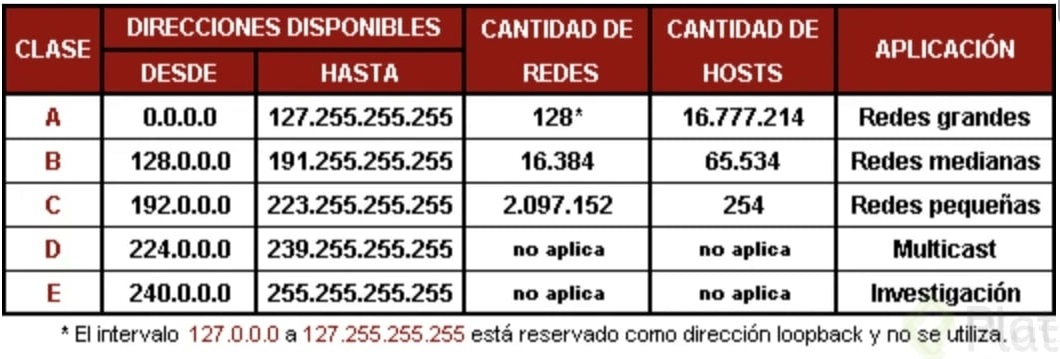 CLASE DIRECCIONES DISPONIBLES CANTIDAD DE REDES CANTIDAD DE HOSTS APLICACIÓN
DESDE HASTA
A 0.0.0.0 127.255.255.255 128* 16.777.214 Redes grandes
B 128.0.0.0 191.255.255.255 16.384 65.534 Redes medianas
C 192.0.0.0 223.255.255.255 2.097.152 254 Redes pequeñas
D 224.0.0.0 239.255.255.255 no aplica no aplica Multicast
E 240.0.0.0 255.255.255.255 no aplica no aplica Investigación
* El intervalo 127.0.0.0 a 127.255.255.255 está reservado como dirección loopback y no se utiliza.
Plat